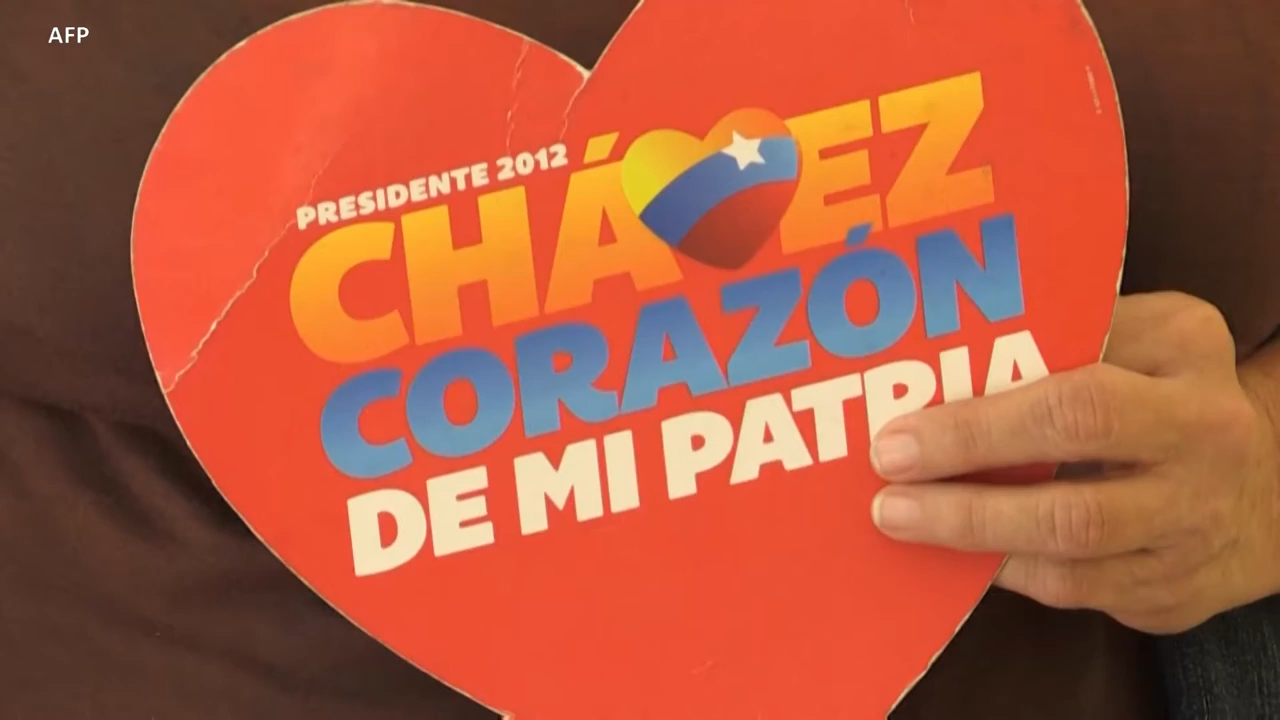 AFP
PRESIDENTE 2012
CHÁVEZ
CORAZÓN
DE MI PATRIA